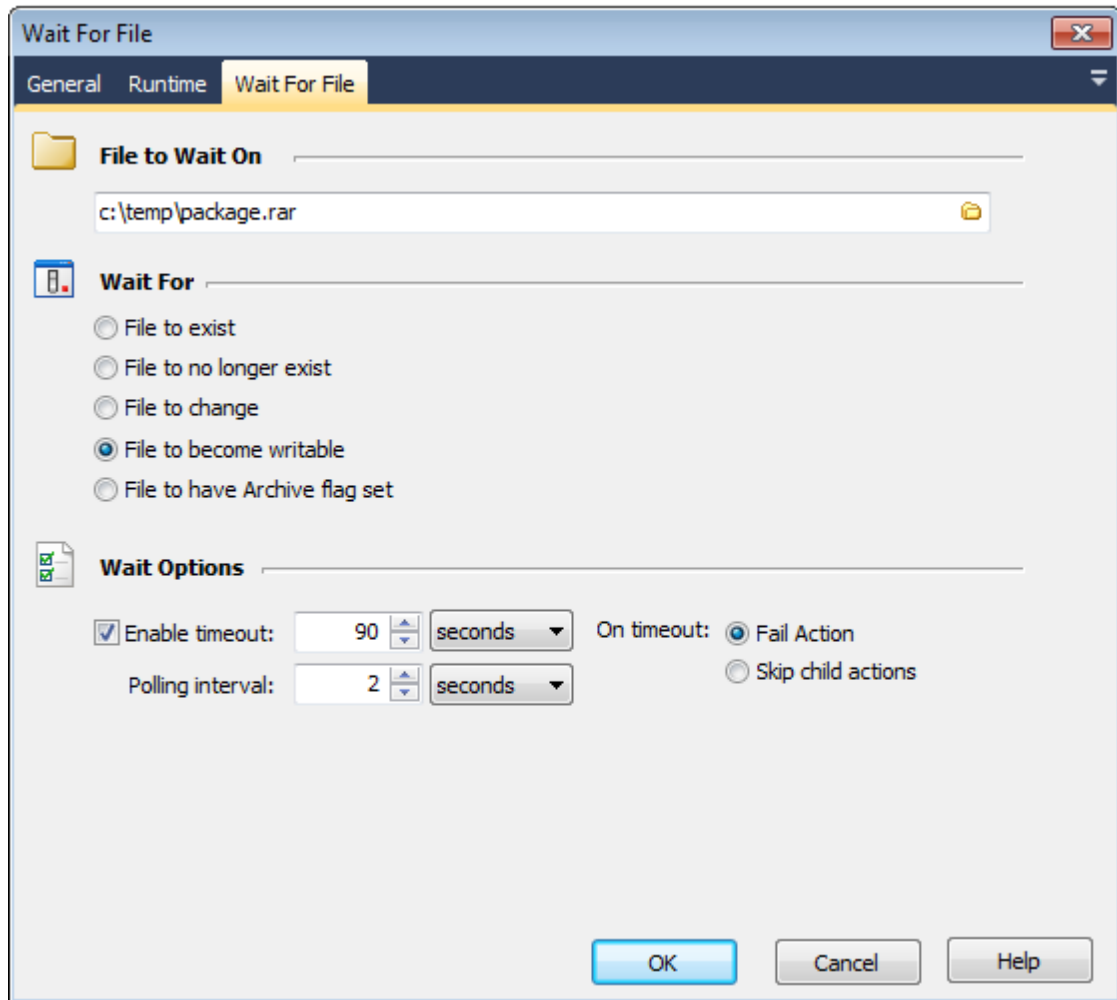 Wait For File
General Runtime Wait For File
File to Wait On
c:\temp\package.rar
Wait For
File to exist
File to no longer exist
File to change
File to become writable
File to have Archive flag set
Wait Options
Enable timeout: 90 seconds On timeout: Fail Action
Polling interval: 2 seconds Skip child actions
OK Cancel Help